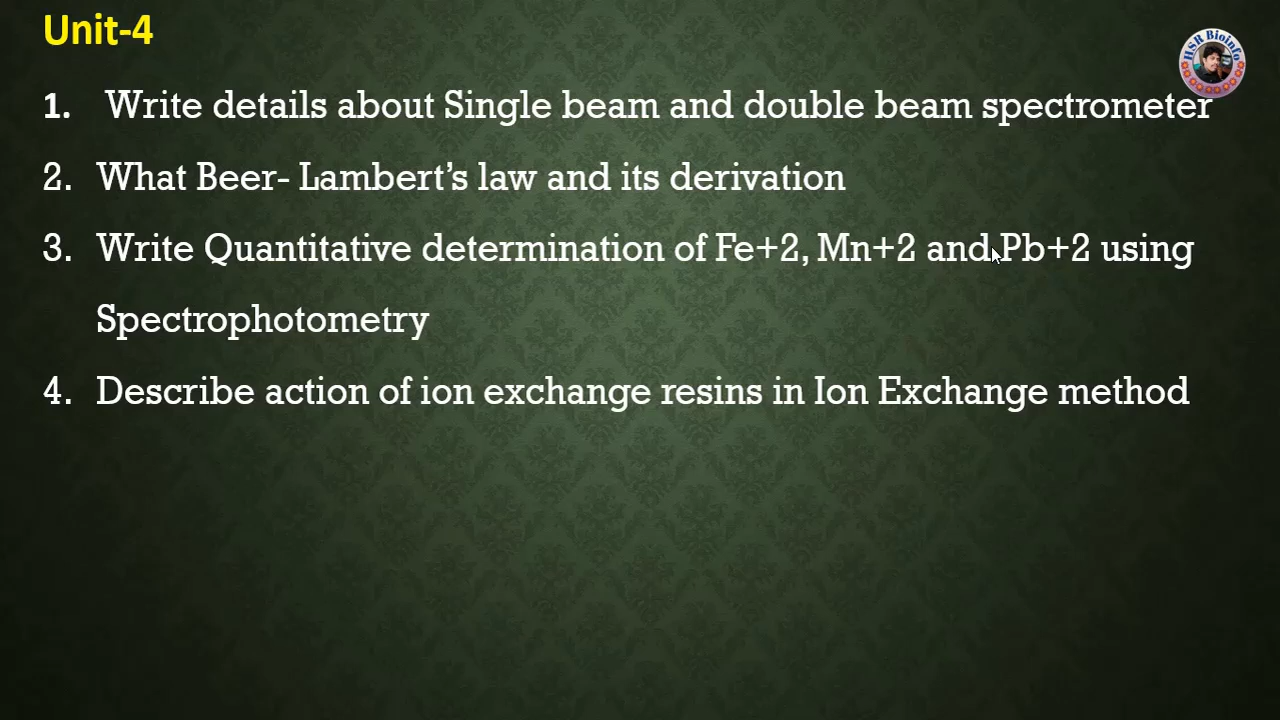 Unit-4
HSR Bioinfo
1. Write details about Single beam and double beam spectrometer
2. What Beer- Lambert's law and its derivation
3. Write Quantitative determination of Fe+2, Mn+2 and Pb+2 using
Spectrophotometry
4. Describe action of ion exchange resins in Ion Exchange method